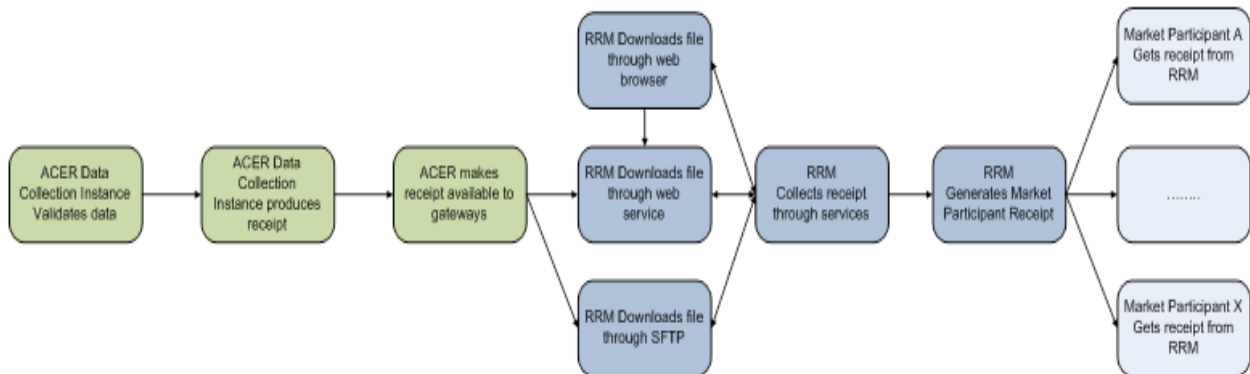 ACER Data
Collection Instance
Validates data
ACER Data
Collection
Instance produces
receipt
ACER makes
receipt available to
gateways
RRM Downloads file
through web
browser
RRM Downloads file
through web
service
RRM Downloads file
through SFTP
RRM
Collects receipt
through services
RRM
Generates Market
Participant Receipt
Market Participant A
Gets receipt from
RRM
........
Market Participant X
Gets receipt from
RRM